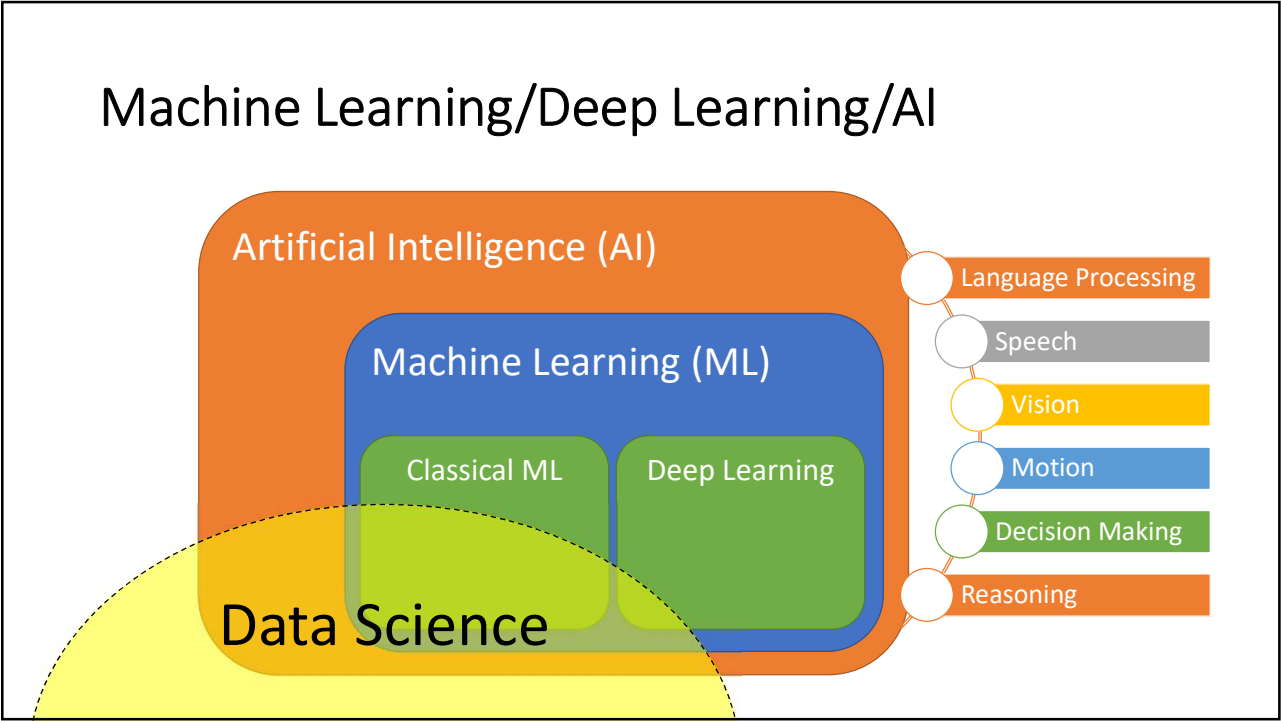 Machine Learning/Deep Learning/AI
Artificial Intelligence (AI)
Machine Learning (ML)
Classical ML
Deep Learning
Data Science
Language Processing
Speech
Vision
Motion
Decision Making
Reasoning